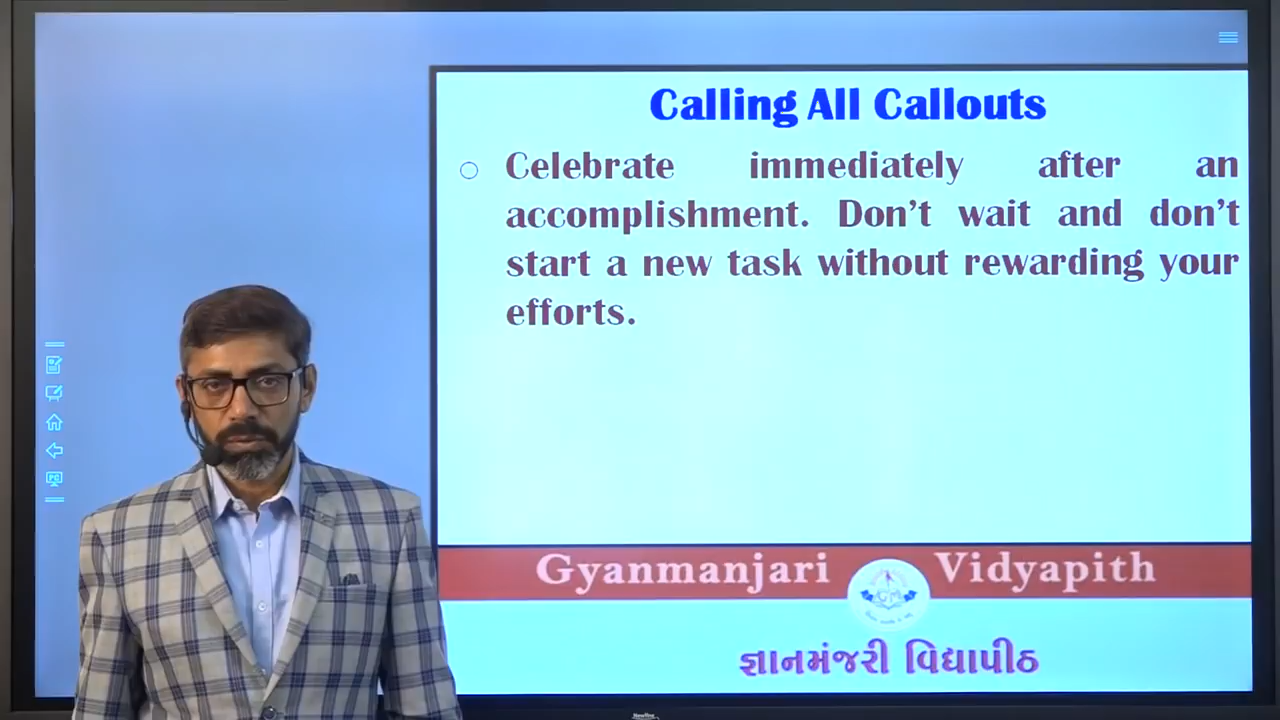 Calling All Callouts
Celebrate immediately after an
accomplishment. Don't wait and don't
start a new task without rewarding your
efforts.
Gyanmanjari Vidyapith
જ્ઞાનમંજરી વિદ્યાપીઠ